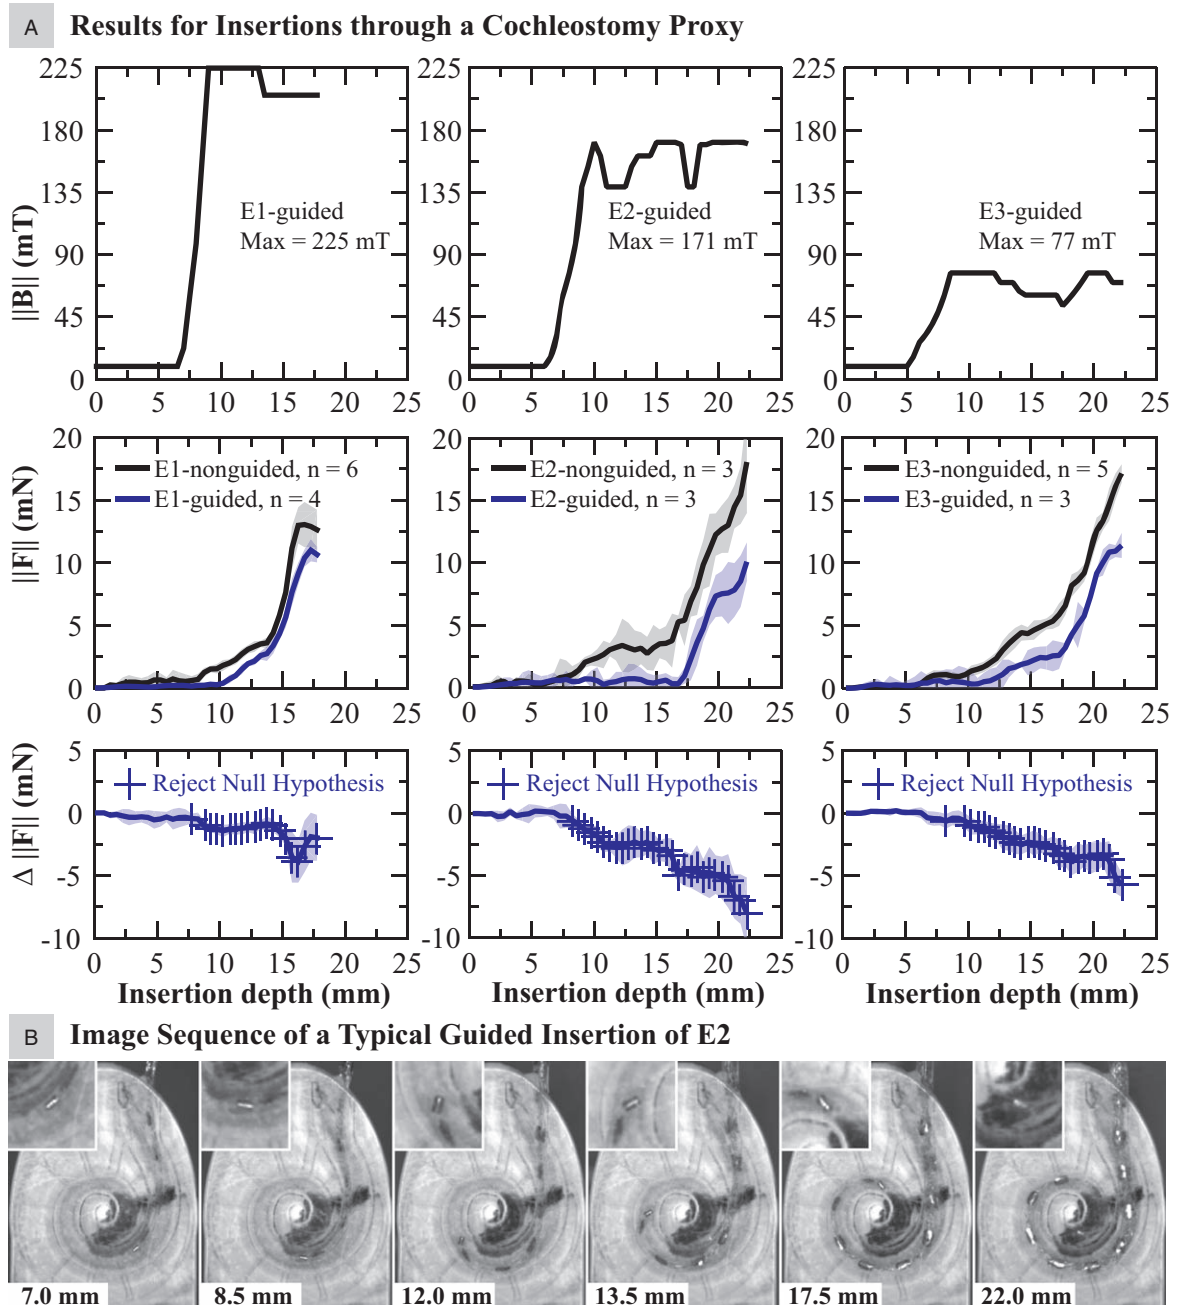 A Results for Insertions through a Cochleostomy Proxy
||B|| (mT)
225
180
135
90
45
0
E1-guided
Max = 225 mT
0 5 10 15 20 25
225
180
135
90
45
0
E2-guided
Max = 171 mT
0 5 10 15 20 25
225
180
135
90
45
0
E3-guided
Max = 77 mT
0 5 10 15 20 25
||F|| (mN)
20
15
10
5
0
E1-nonguided, n = 6
E1-guided, n = 4
0 5 10 15 20 25
20
15
10
5
0
E2-nonguided, n = 3
E2-guided, n = 3
0 5 10 15 20 25
20
15
10
5
0
E3-nonguided, n = 5
E3-guided, n = 3
0 5 10 15 20 25
Δ ||F|| (mN)
5
0
-5
-10
Reject Null Hypothesis
0 5 10 15 20 25
Insertion depth (mm)
5
0
-5
-10
Reject Null Hypothesis
0 5 10 15 20 25
Insertion depth (mm)
5
0
-5
-10
Reject Null Hypothesis
0 5 10 15 20 25
Insertion depth (mm)
B Image Sequence of a Typical Guided Insertion of E2
7.0 mm 8.5 mm 12.0 mm 13.5 mm 17.5 mm 22.0 mm